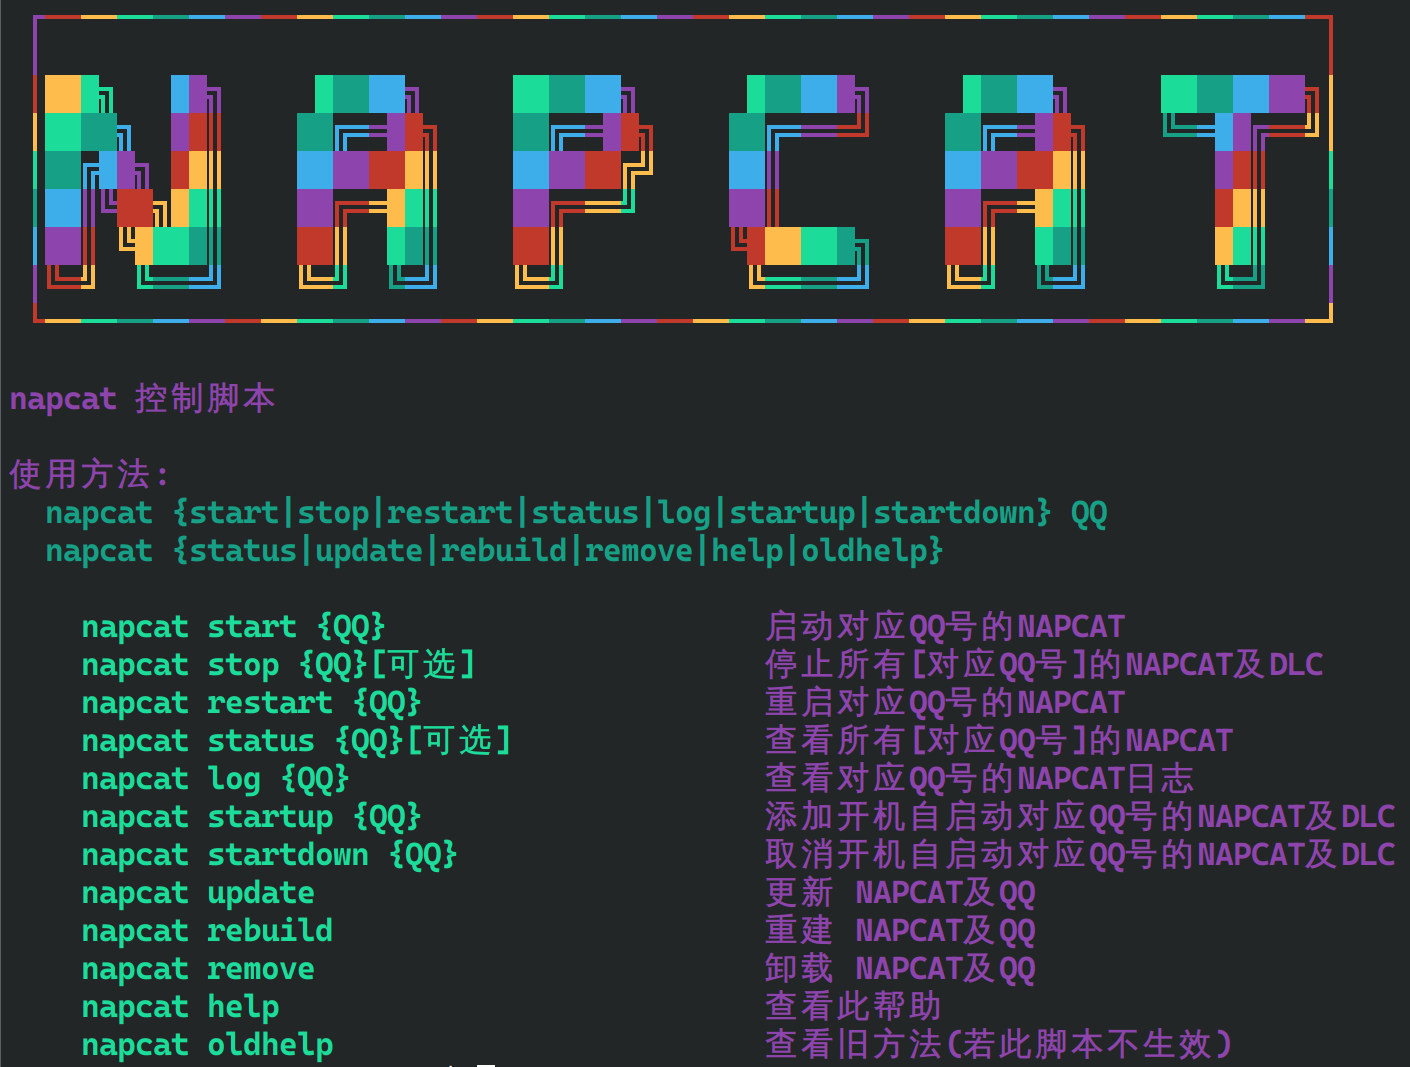 NAPCAT
napcat 控制脚本
使用方法:
napcat {start|stop|restart|status|log|startup|startdown} QQ
napcat {status|update|rebuild|remove|help|oldhelp}
napcat start {QQ} 启动对应QQ号的NAPCAT
napcat stop {QQ}[可选] 停止所有[对应QQ号]的NAPCAT及DLC
napcat restart {QQ} 重启对应QQ号的NAPCAT
napcat status {QQ}[可选] 查看所有[对应QQ号]的NAPCAT
napcat log {QQ} 查看对应QQ号的NAPCAT日志
napcat startup {QQ} 添加开机自启动对应QQ号的NAPCAT及DLC
napcat startdown {QQ} 取消开机自启动对应QQ号的NAPCAT及DLC
napcat update 更新 NAPCAT及QQ
napcat rebuild 重建 NAPCAT及QQ
napcat remove 卸载 NAPCAT及QQ
napcat help 查看此帮助
napcat oldhelp 查看旧方法(若此脚本不生效)